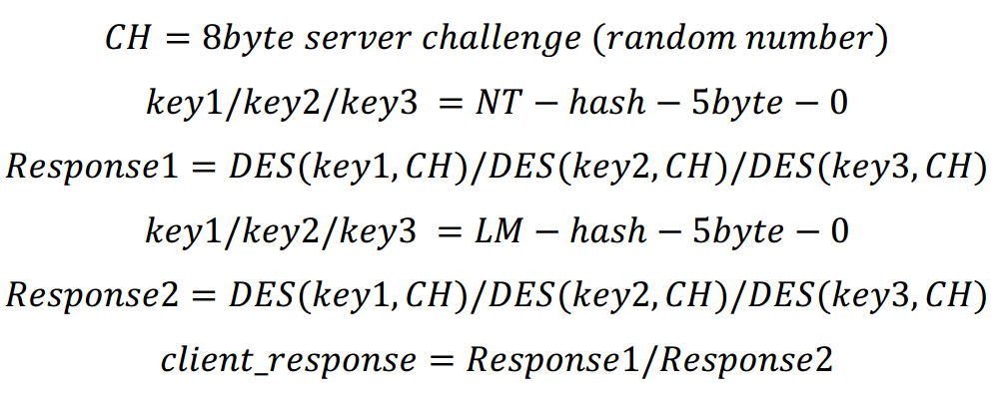 CH = 8byte server challenge (random number)
key1/key2/key3 = NT − hash − 5byte − 0
Response1 = DES(key1, CH)/DES(key2, CH)/DES(key3, CH)
key1/key2/key3 = LM − hash − 5byte − 0
Response2 = DES(key1, CH)/DES(key2, CH)/DES(key3, CH)
client_response = Response1/Response2